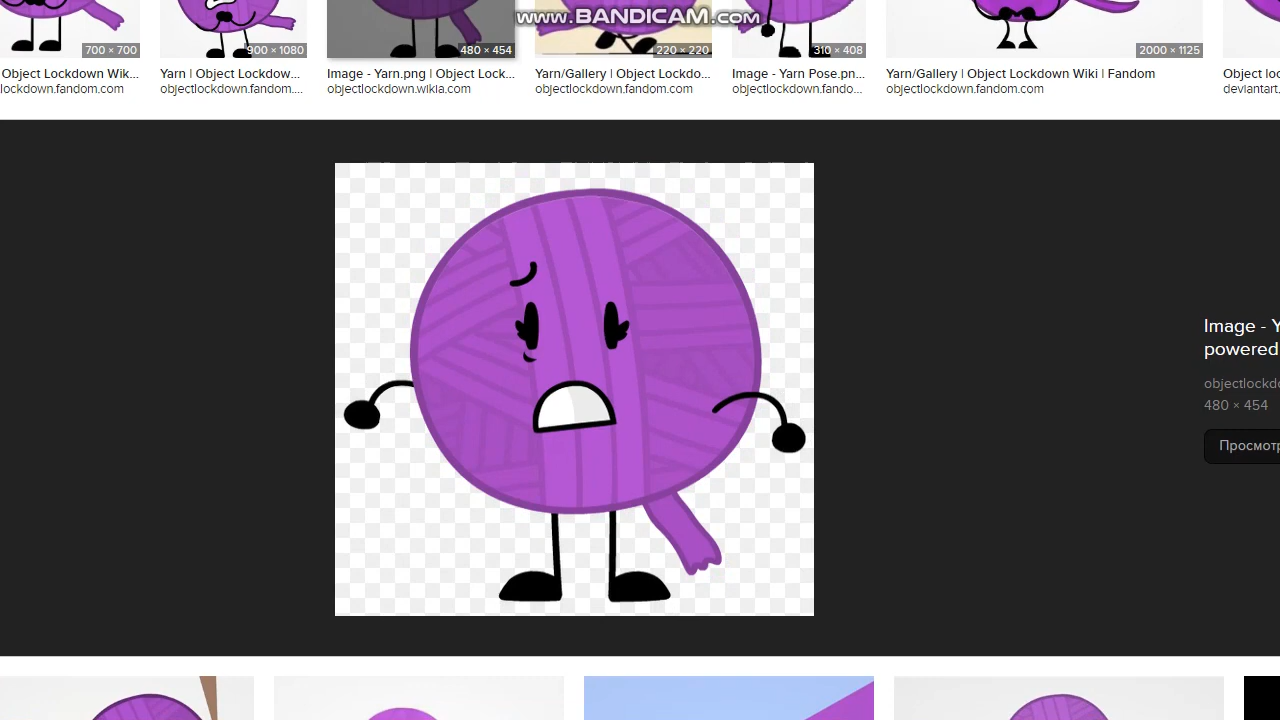 www.BANDICAM.com
700 × 700
900 × 1080
480 × 454
220 × 220
310 × 408
2000 × 1125
Object Lockdown Wik...
Yarn | Object Lockdow...
Image - Yarn.png | Object Lock...
Yarn/Gallery | Object Lockdo...
Image - Yarn Pose.pn...
Yarn/Gallery | Object Lockdown Wiki | Fandom
Object loc
lockdown.fandom.com
objectlockdown.fandom....
objectlockdown.wikia.com
objectlockdown.fandom.com
objectlockdown.fando...
objectlockdown.fandom.com
deviantart.
Image - Y
powered
objectlockdo
480 × 454
Просмотр